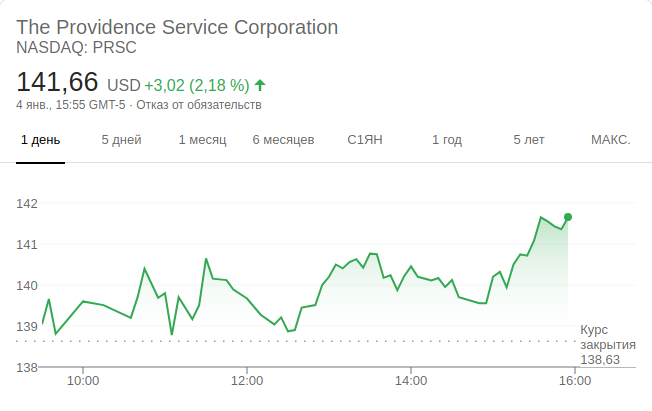 The Providence Service Corporation
NASDAQ: PRSC
141,66 USD +3,02 (2,18 %)
4 янв., 15:55 GMT-5 · Отказ от обязательств
1 день 5 дней 1 месяц 6 месяцев С1ЯН 1 год 5 лет МАКС.
142
141
140
139
138
Курс
закрытия
138,63
10:00 12:00 14:00 16:00